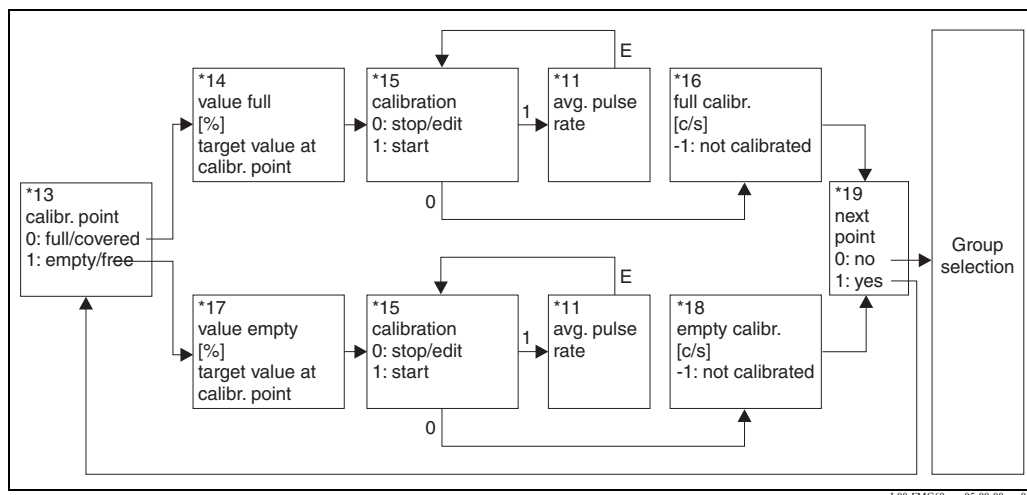 *13
calibr. point
0: full/covered
1: empty/free
*14
value full
[%]
target value at
calibr. point
*15
calibration
0: stop/edit
1: start
1
0
E
*11
avg. pulse
rate
*16
full calibr.
[c/s]
-1: not calibrated
*17
value empty
[%]
target value at
calibr. point
*15
calibration
0: stop/edit
1: start
1
0
E
*11
avg. pulse
rate
*18
empty calibr.
[c/s]
-1: not calibrated
*19
next
point
0: no
1: yes
Group
selection